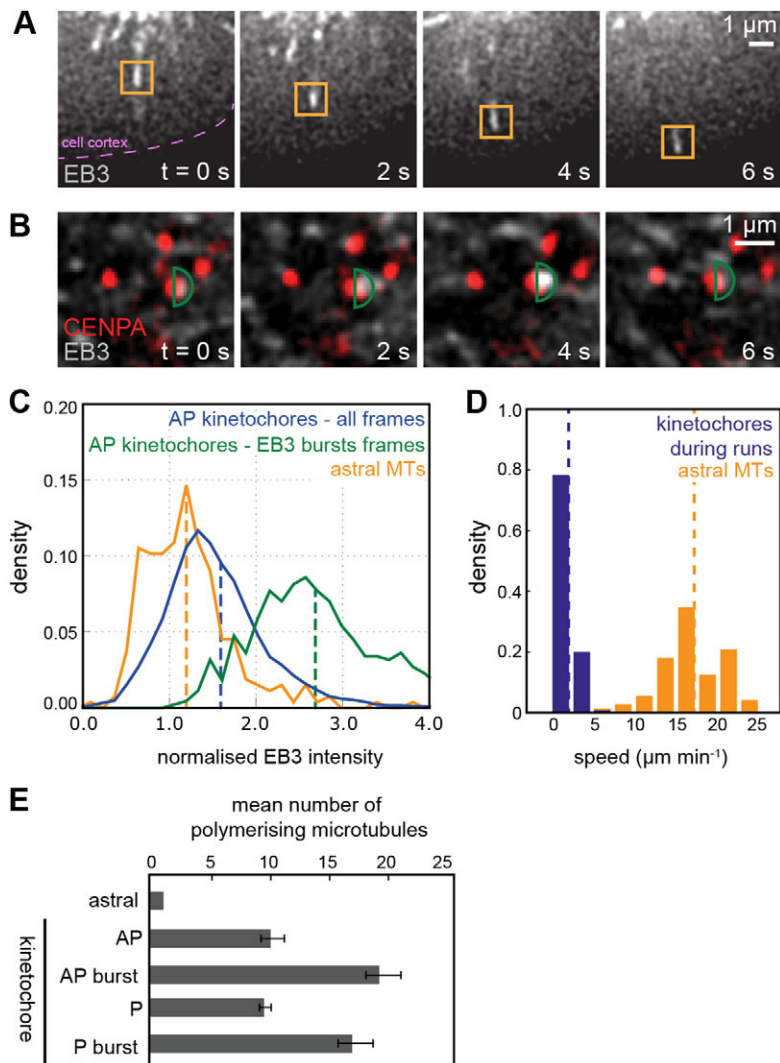 A
1 µm
cell cortex
EB3
t = 0 s
2 s
4 s
6 s
B
1 µm
CENPA
EB3
t = 0 s
2 s
4 s
6 s
C
AP kinetochores - all frames
AP kinetochores - EB3 bursts frames
astral MTs
density
0.20
0.15
0.10
0.05
0.00
0.0 1.0 2.0 3.0 4.0
normalised EB3 intensity
D
kinetochores
during runs
astral MTs
density
1.0
0.8
0.6
0.4
0.2
0
0 5 10 15 20 25
speed (µm min⁻¹)
E
mean number of
polymerising microtubules
0 5 10 15 20 25
astral
kinetochore
AP
AP burst
P
P burst